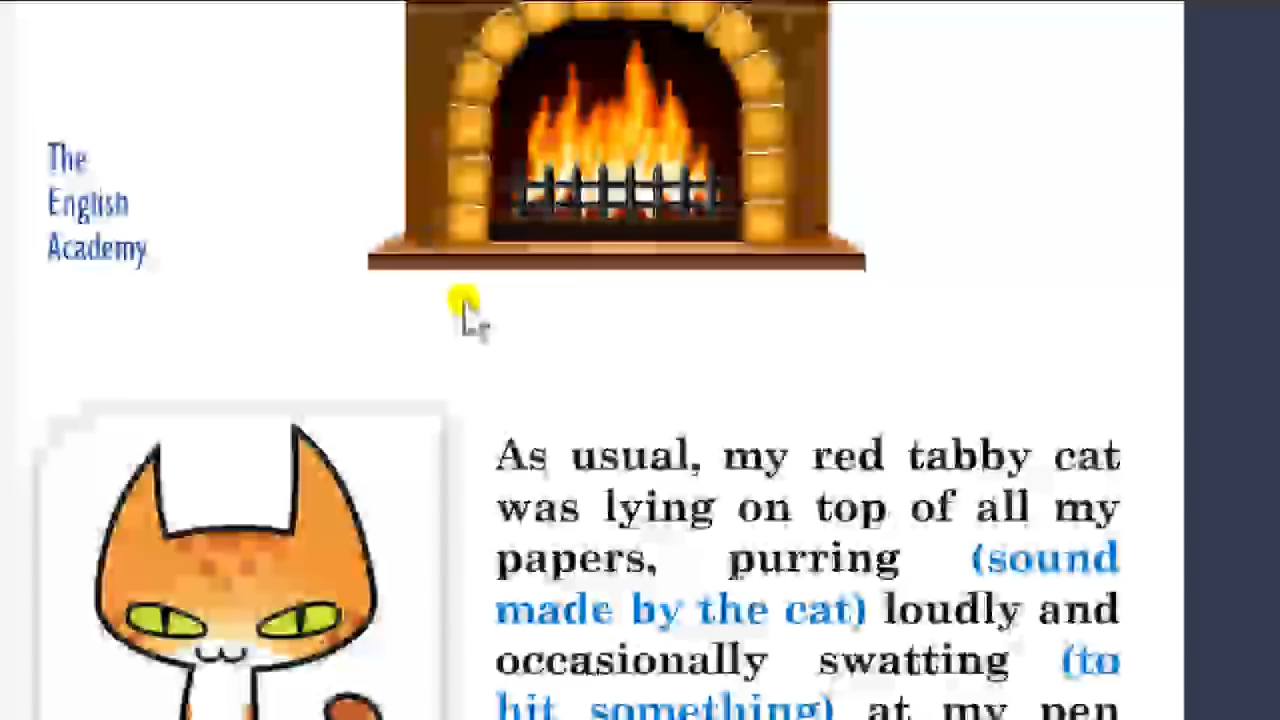 The
English
Academy
As usual, my red tabby cat
was lying on top of all my
papers, purring (sound
made by the cat) loudly and
occasionally swatting (to
hit something) at my pen